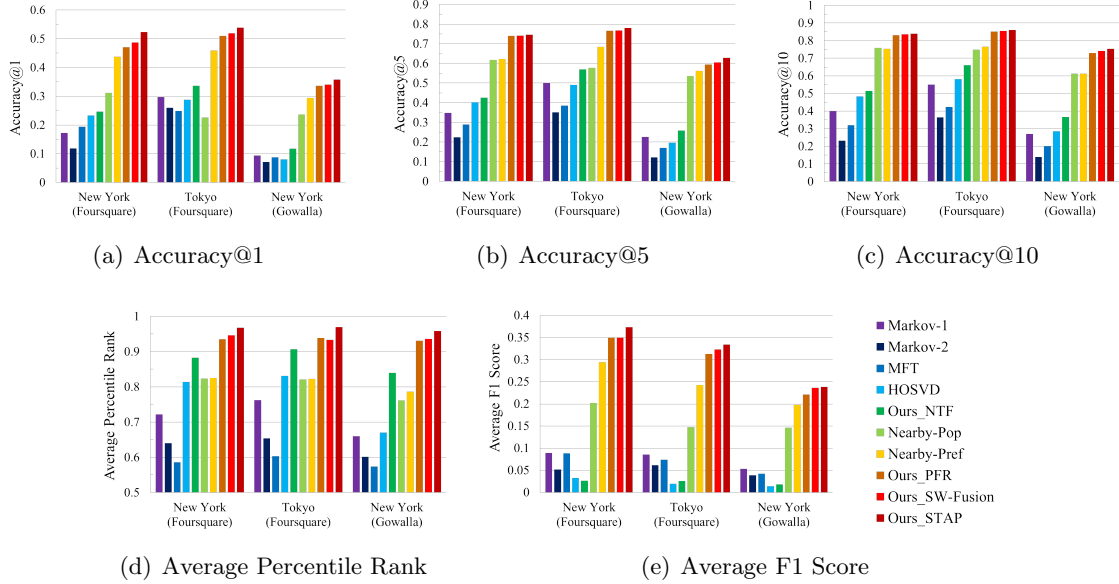 0.6
0.5
0.4
0.3
0.2
0.1
0
Accuracy@1
New York
(Foursquare)
Tokyo
(Foursquare)
New York
(Gowalla)
(a) Accuracy@1
0.9
0.8
0.7
0.6
0.5
0.4
0.3
0.2
0.1
0
Accuracy@5
New York
(Foursquare)
Tokyo
(Foursquare)
New York
(Gowalla)
(b) Accuracy@5
1
0.9
0.8
0.7
0.6
0.5
0.4
0.3
0.2
0.1
0
Accuracy@10
New York
(Foursquare)
Tokyo
(Foursquare)
New York
(Gowalla)
(c) Accuracy@10
1
0.9
0.8
0.7
0.6
0.5
Average Percentile Rank
New York
(Foursquare)
Tokyo
(Foursquare)
New York
(Gowalla)
(d) Average Percentile Rank
0.4
0.35
0.3
0.25
0.2
0.15
0.1
0.05
0
Average F1 Score
New York
(Foursquare)
Tokyo
(Foursquare)
New York
(Gowalla)
(e) Average F1 Score
Markov-1
Markov-2
MFT
HOSVD
Ours_NTF
Nearby-Pop
Nearby-Pref
Ours_PFR
Ours_SW-Fusion
Ours_STAP